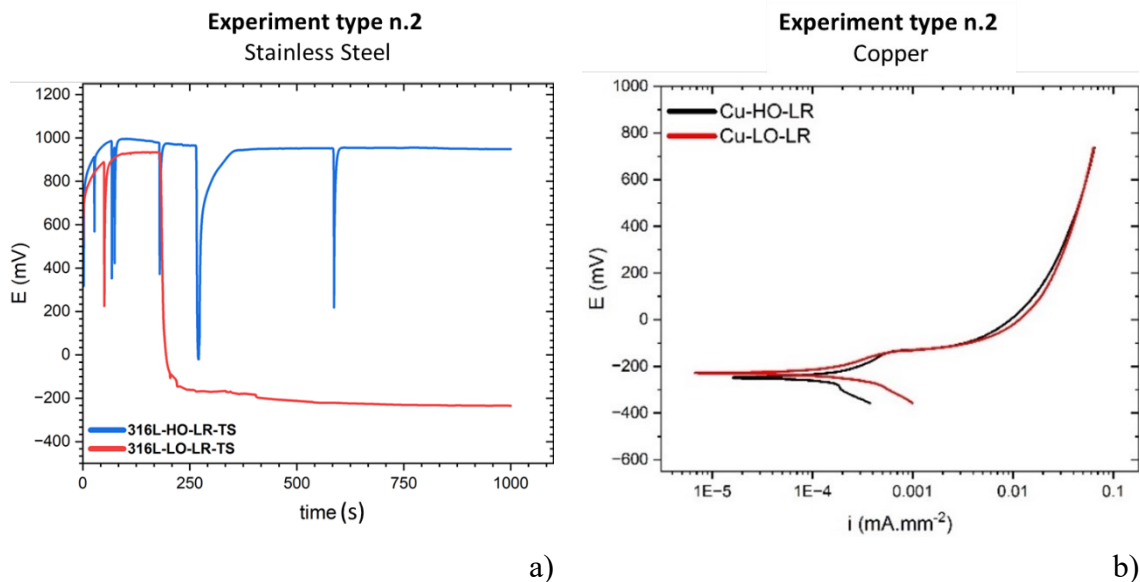 Experiment type n.2
Stainless Steel
1200
1000
800
600
400
200
0
−200
−400
E (mV)
316L-HO-LR-TS
316L-LO-LR-TS
0
250
500
750
1000
time (s)
a)
Experiment type n.2
Copper
1000
800
600
400
200
0
−200
−400
−600
E (mV)
Cu-HO-LR
Cu-LO-LR
1E-5
1E-4
0.001
0.01
0.1
i (mA.mm⁻²)
b)